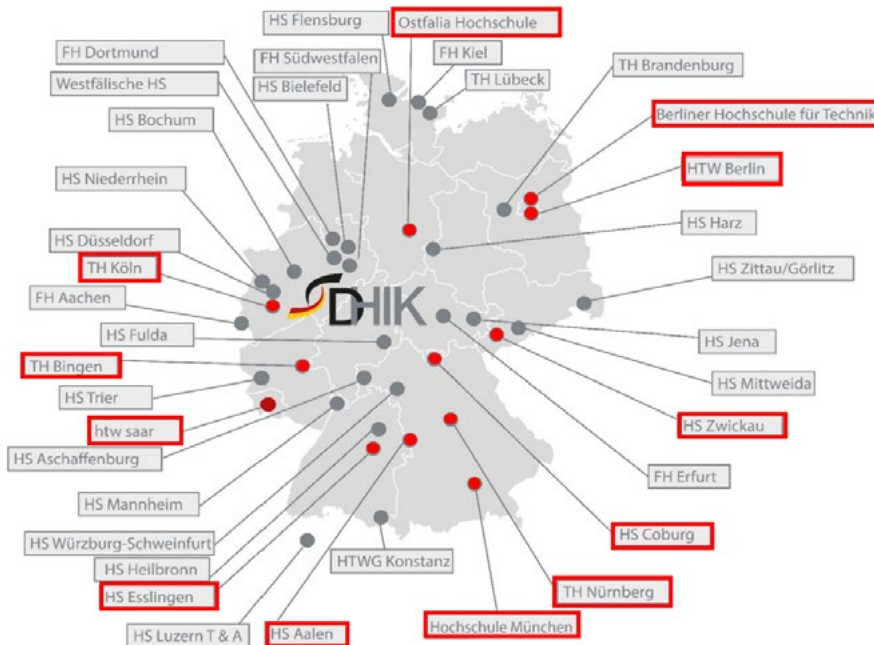 HS Flensburg
Ostfalia Hochschule
FH Dortmund
FH Südwestfalen
FH Kiel
TH Brandenburg
Westfälische HS
HS Bielefeld
TH Lübeck
HS Bochum
Berliner Hochschule für Technik
HTW Berlin
HS Niederrhein
HS Harz
HS Düsseldorf
TH Köln
HS Zittau/Görlitz
FH Aachen
DHIK
HS Fulda
HS Jena
TH Bingen
HS Mittweida
HS Trier
htw saar
HS Zwickau
HS Aschaffenburg
FH Erfurt
HS Mannheim
HS Coburg
HS Würzburg-Schweinfurt
HTWG Konstanz
HS Heilbronn
TH Nürnberg
HS Esslingen
Hochschule München
HS Luzern T & A
HS Aalen